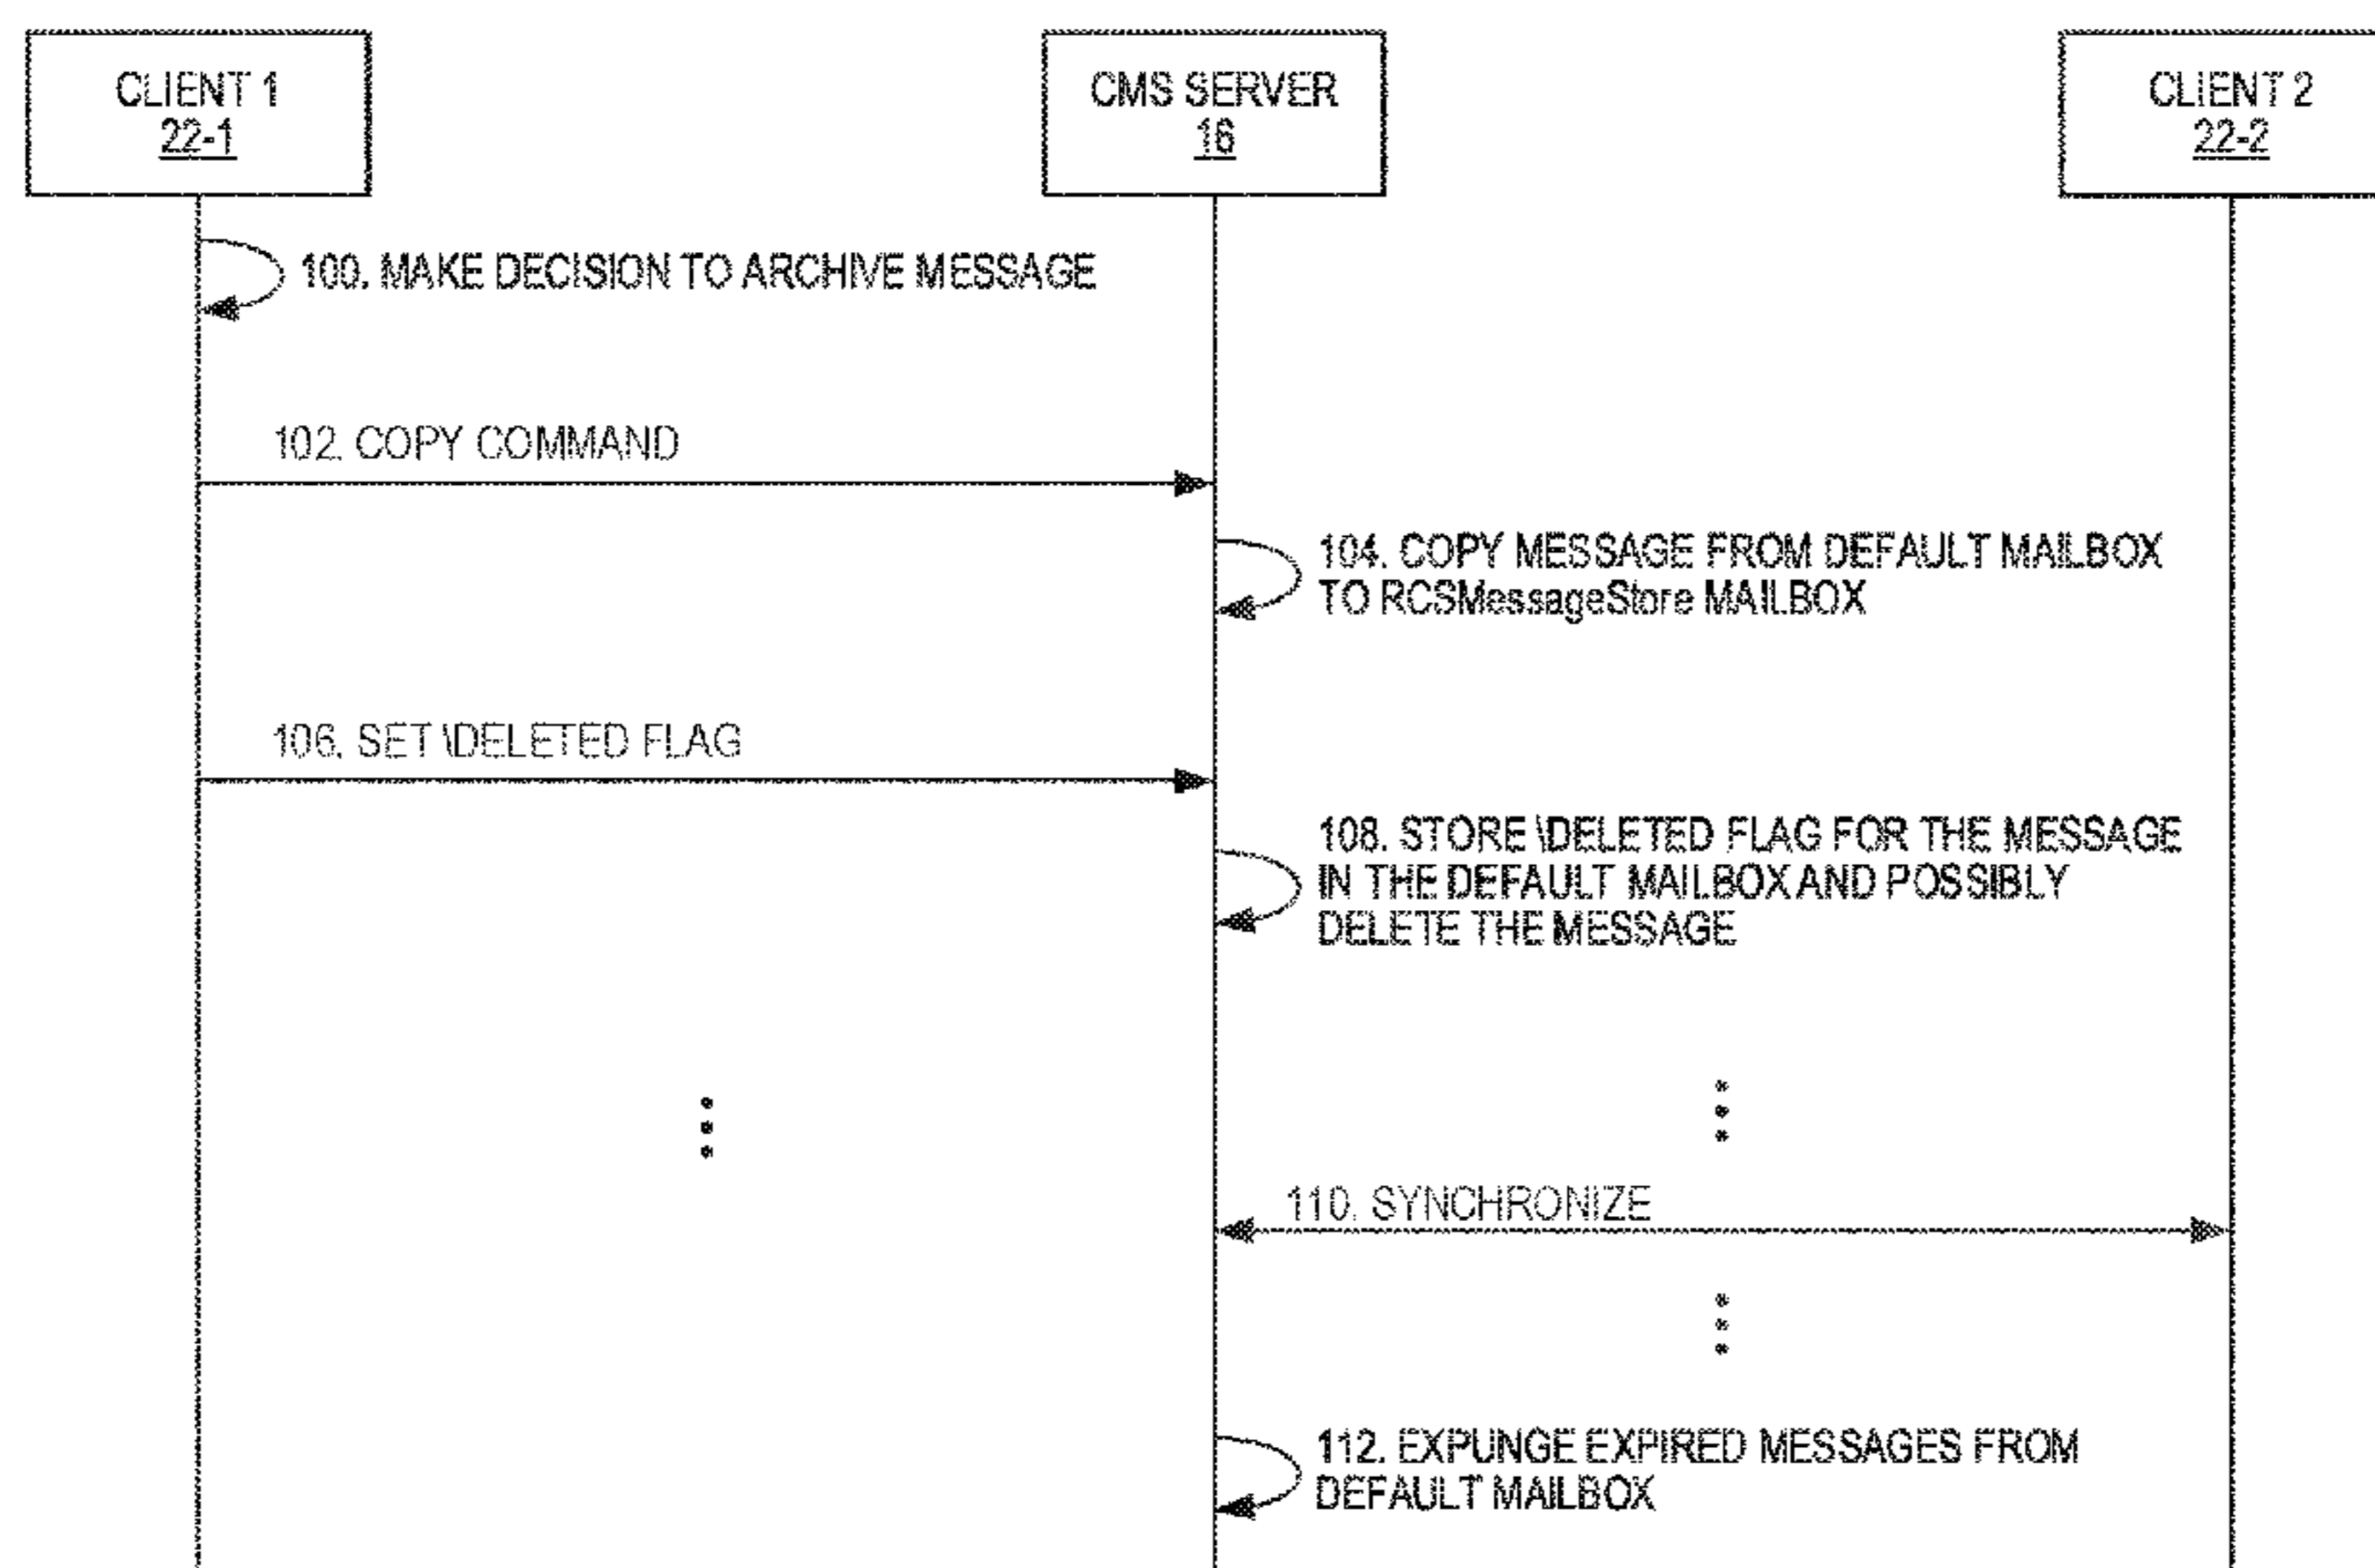 CLIENT 1
22-1
CMS SERVER
16
CLIENT 2
22-2
100. MAKE DECISION TO ARCHIVE MESSAGE
102. COPY COMMAND
104. COPY MESSAGE FROM DEFAULT MAILBOX
TO RCSMessageStore MAILBOX
106. SET \DELETED FLAG
108. STORE \DELETED FLAG FOR THE MESSAGE
IN THE DEFAULT MAILBOX AND POSSIBLY
DELETE THE MESSAGE
110. SYNCHRONIZE
112. EXPUNGE EXPIRED MESSAGES FROM
DEFAULT MAILBOX